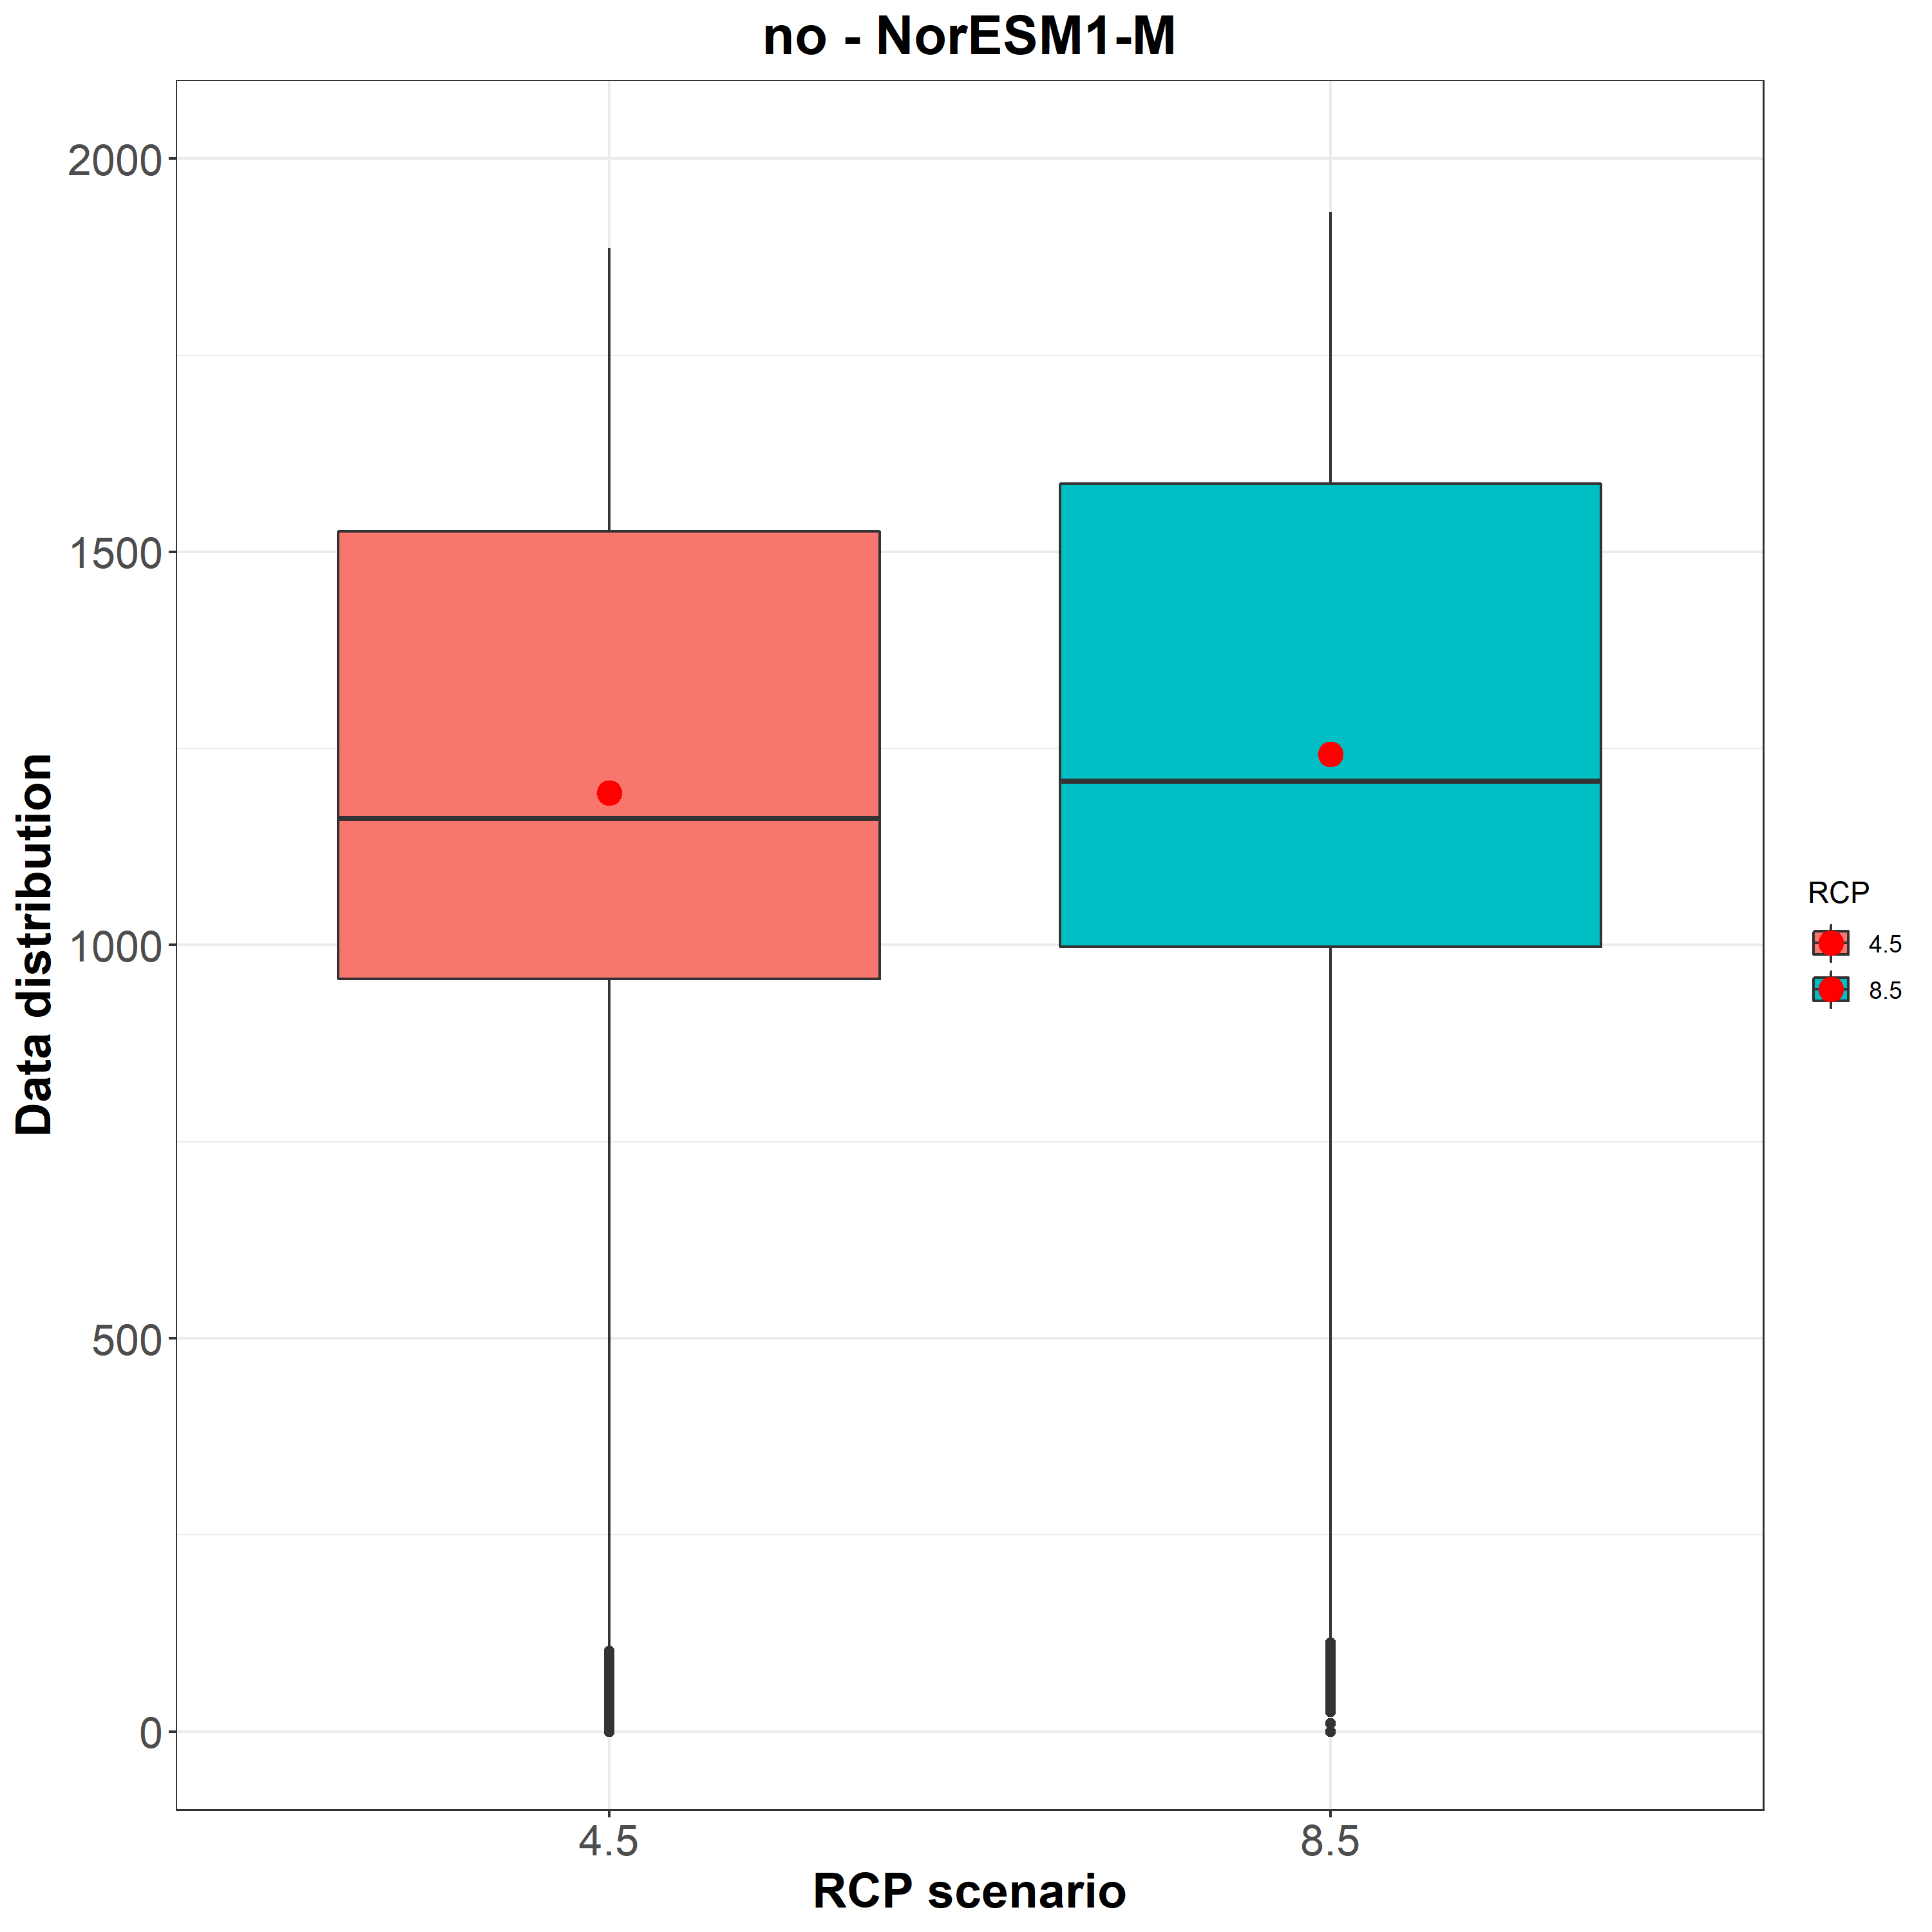 no - NorESM1-M
Data distribution
2000
1500
1000
500
0
4.5
8.5
RCP scenario
RCP
4.5
8.5